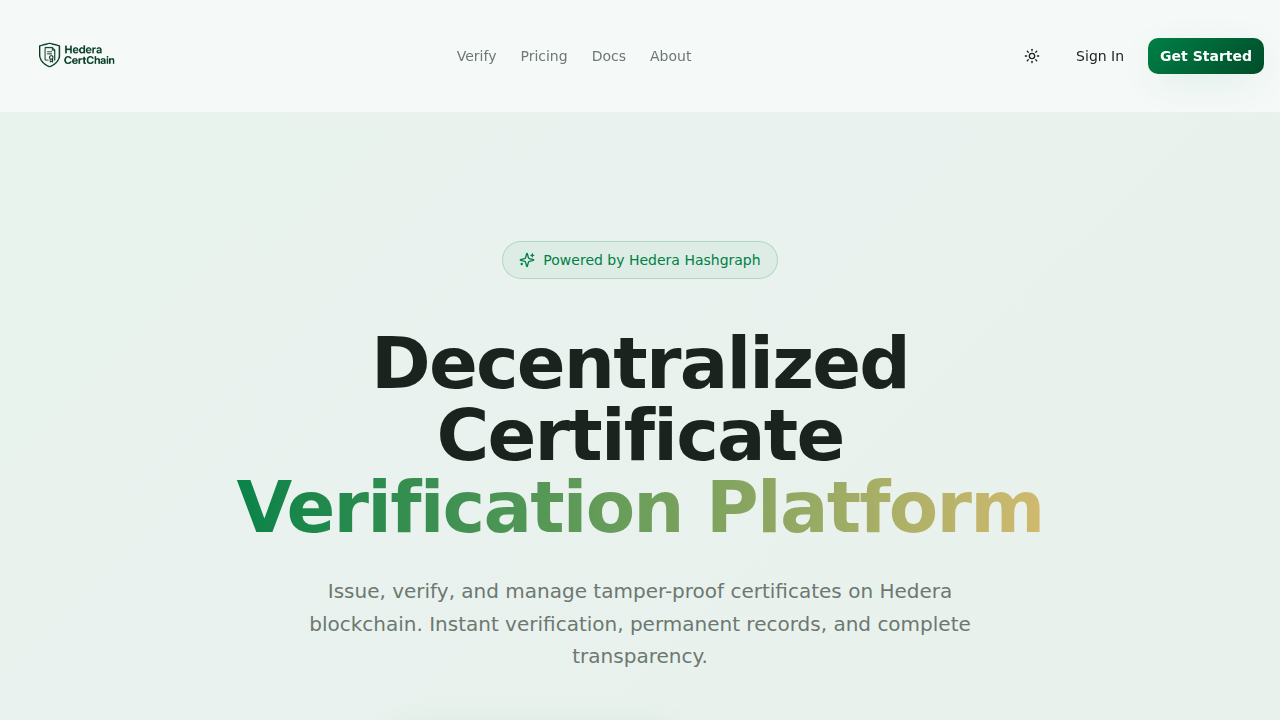 Hedera
CertChain
Verify
Pricing
Docs
About
Sign In
Get Started
Powered by Hedera Hashgraph
Decentralized
Certificate
Verification Platform
Issue, verify, and manage tamper-proof certificates on Hedera
blockchain. Instant verification, permanent records, and complete
transparency.